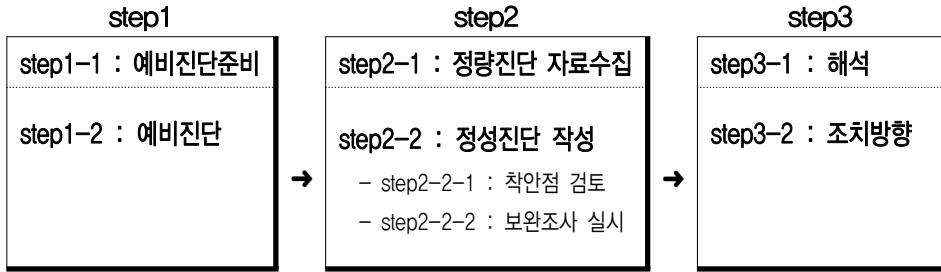 step1
step1-1 : 예비진단준비
step1-2 : 예비진단
➜
step2
step2-1 : 정량진단 자료수집
step2-2 : 정성진단 작성
- step2-2-1 : 착안점 검토
- step2-2-2 : 보완조사 실시
➜
step3
step3-1 : 해석
step3-2 : 조치방향